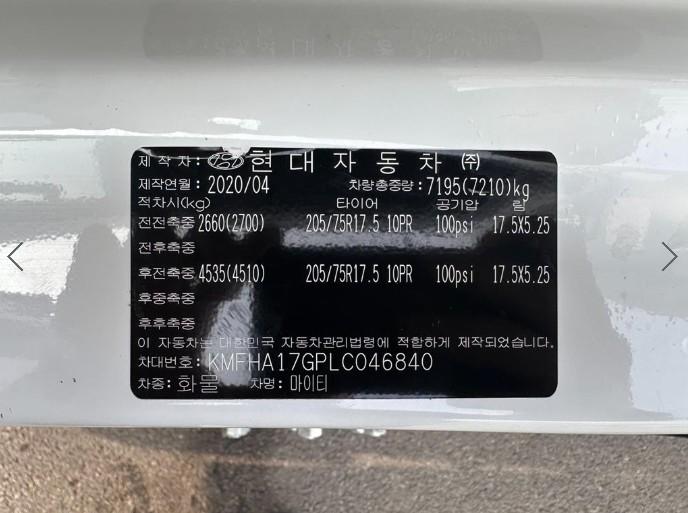 제작자: 현대자동차 ㈜
제작연월: 2020/04 차량총중량: 7195(7210)kg
적차시(kg) 타이어 공기압 림
전전축중 2660(2700) 205/75R17.5 10PR 100psi 17.5X5.25
전후축중
후전축중 4535(4510) 205/75R17.5 10PR 100psi 17.5X5.25
후중축중
후후축중
이 자동차는 대한민국 자동차관리법령에 적합하게 제작되었습니다.
차대번호: KMFHA17GPLC046840
차종: 화물 차명: 마이티